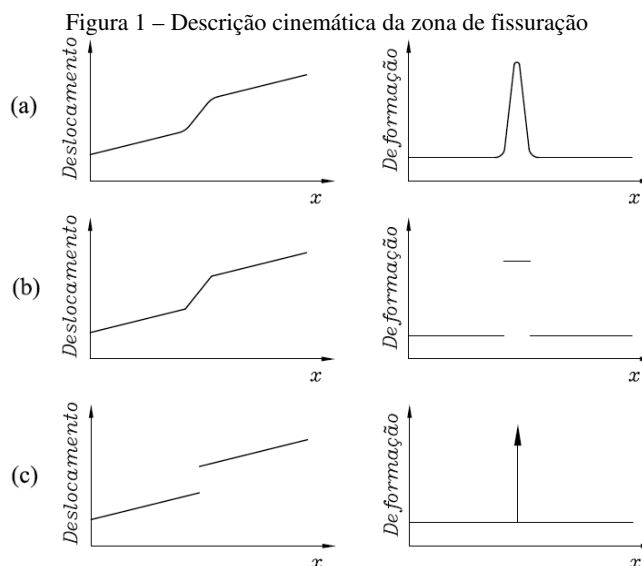 Figura 1 – Descrição cinemática da zona de fissuração
(a)
Deslocamento
x
Deformação
x
(b)
Deslocamento
x
Deformação
x
(c)
Deslocamento
x
Deformação
x